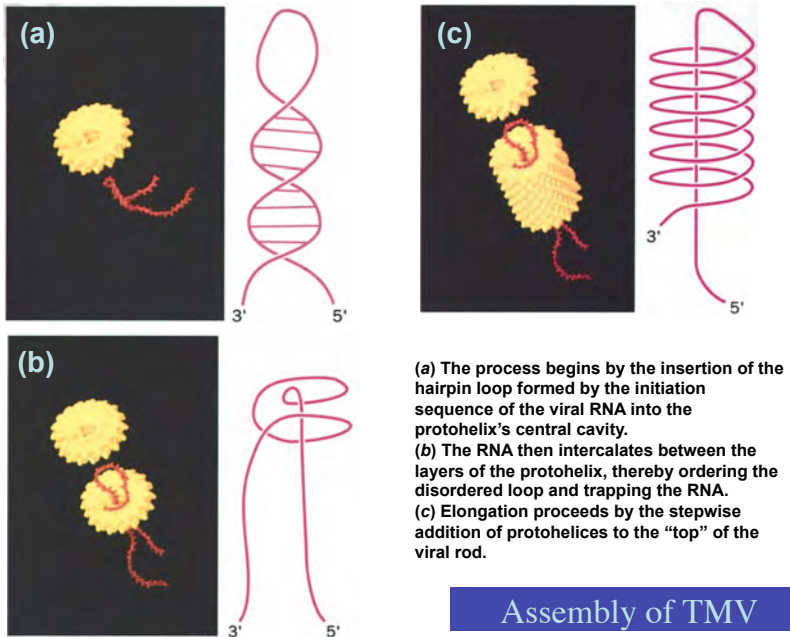 (a)
3'
5'
(b)
3'
5'
(c)
3'
5'
(a) The process begins by the insertion of the
hairpin loop formed by the initiation
sequence of the viral RNA into the
protohelix’s central cavity.
(b) The RNA then intercalates between the
layers of the protohelix, thereby ordering the
disordered loop and trapping the RNA.
(c) Elongation proceeds by the stepwise
addition of protohelices to the “top” of the
viral rod.
Assembly of TMV